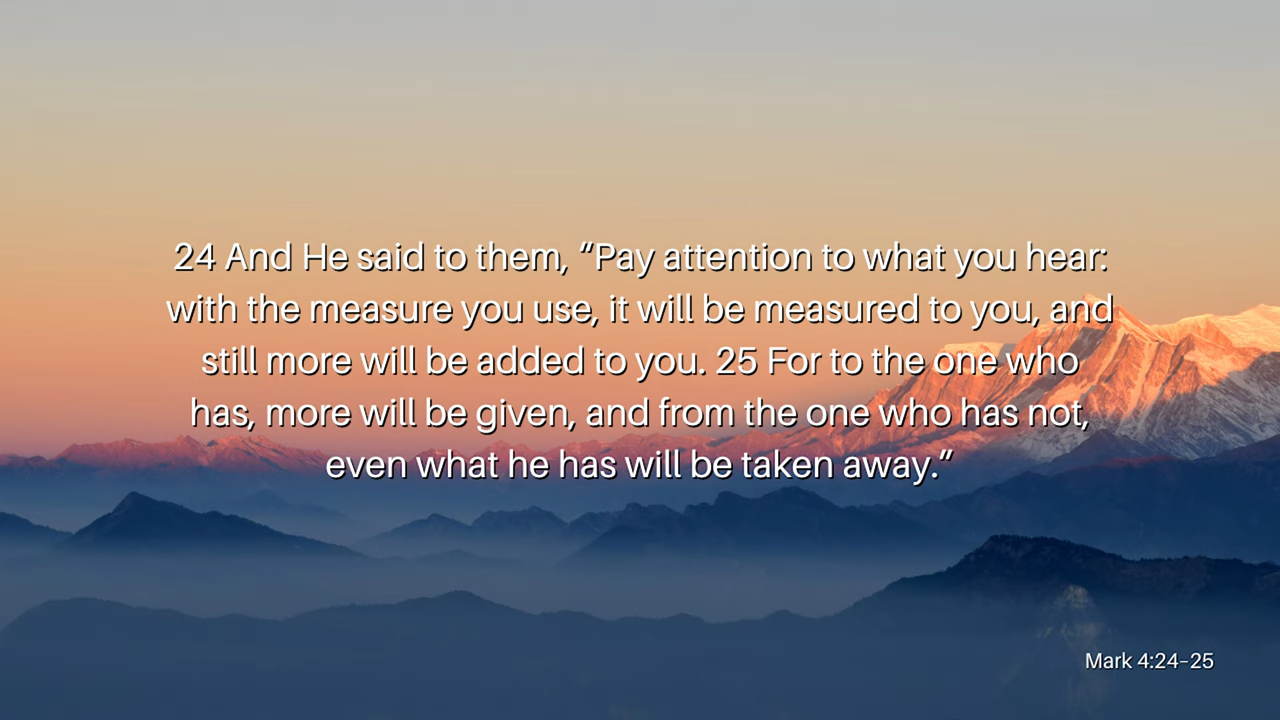 24 And He said to them, “Pay attention to what you hear:
with the measure you use, it will be measured to you, and
still more will be added to you. 25 For to the one who
has, more will be given, and from the one who has not,
even what he has will be taken away.”
Mark 4:24–25